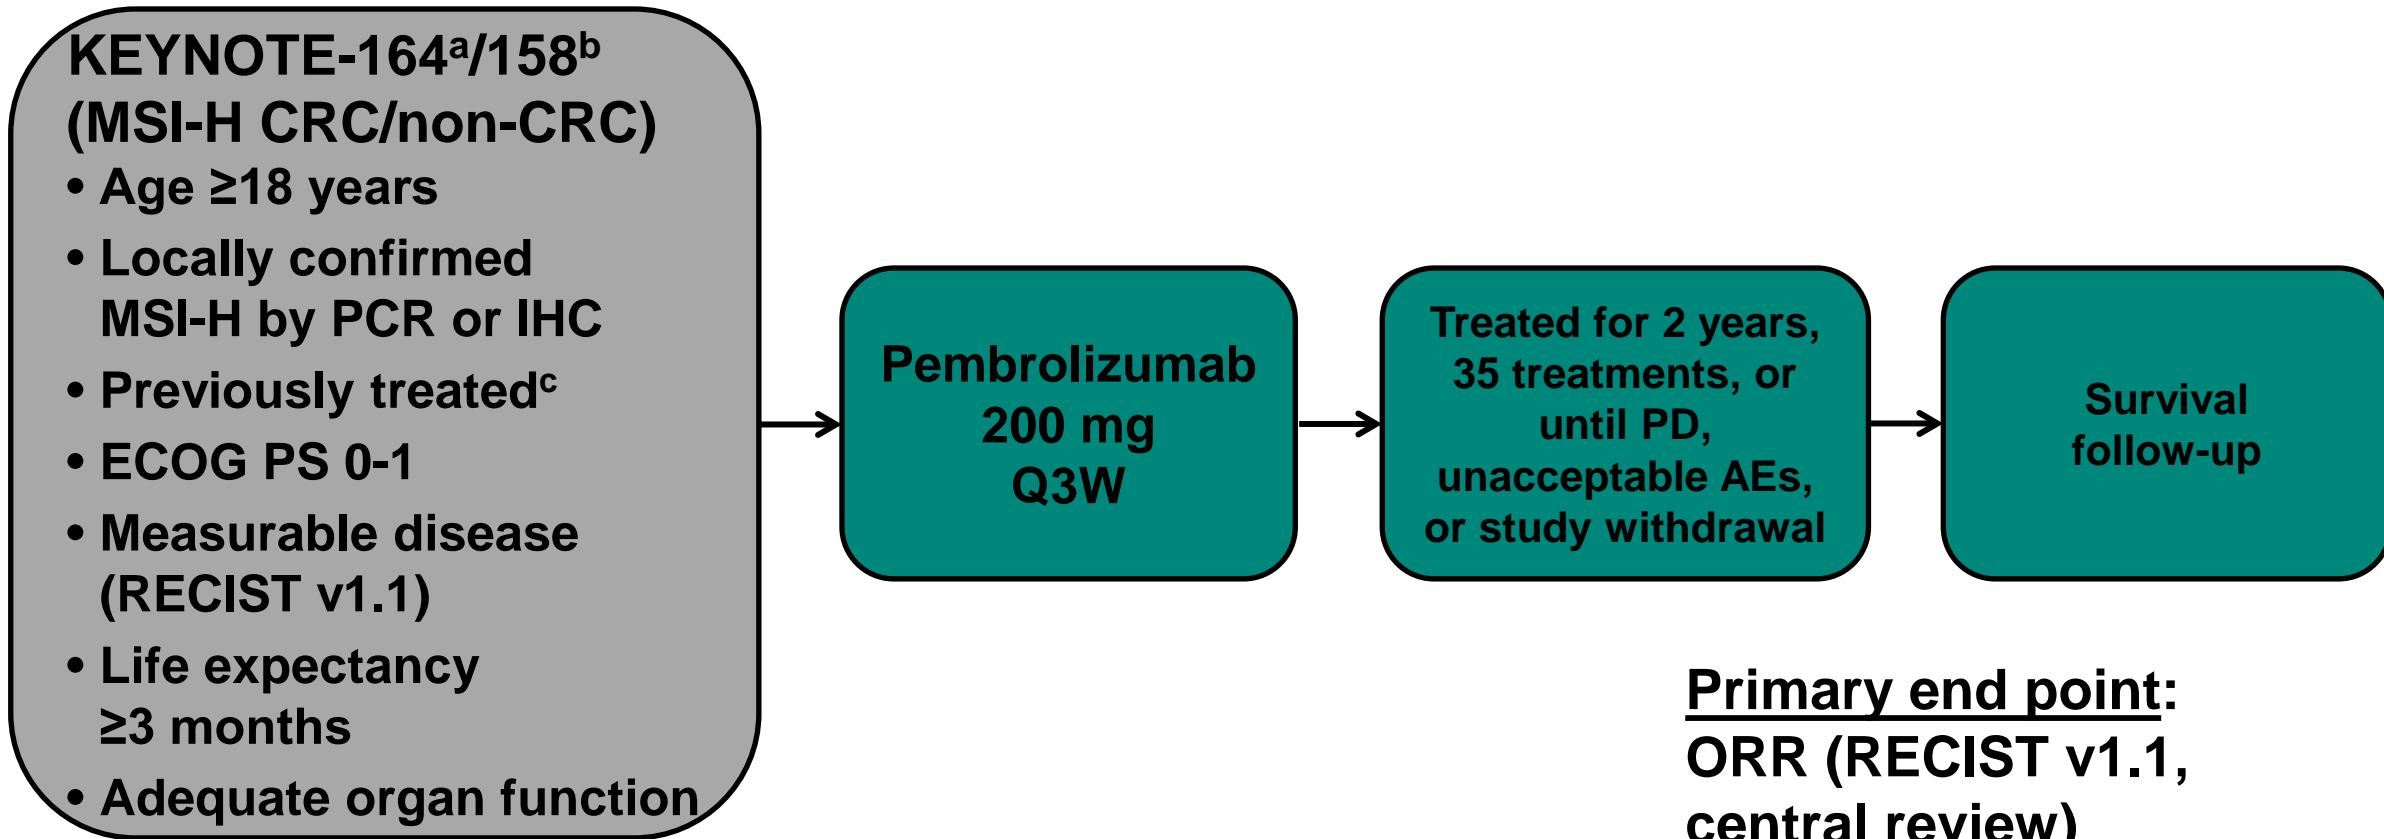 KEYNOTE-164ᵃ/158ᵇ
(MSI-H CRC/non-CRC)
• Age ≥18 years
• Locally confirmed
MSI-H by PCR or IHC
• Previously treatedᶜ
• ECOG PS 0-1
• Measurable disease
(RECIST v1.1)
• Life expectancy
≥3 months
• Adequate organ function
Pembrolizumab
200 mg
Q3W
Treated for 2 years,
35 treatments, or
until PD,
unacceptable AEs,
or study withdrawal
Survival
follow-up
Primary end point:
ORR (RECIST v1.1,
central review)